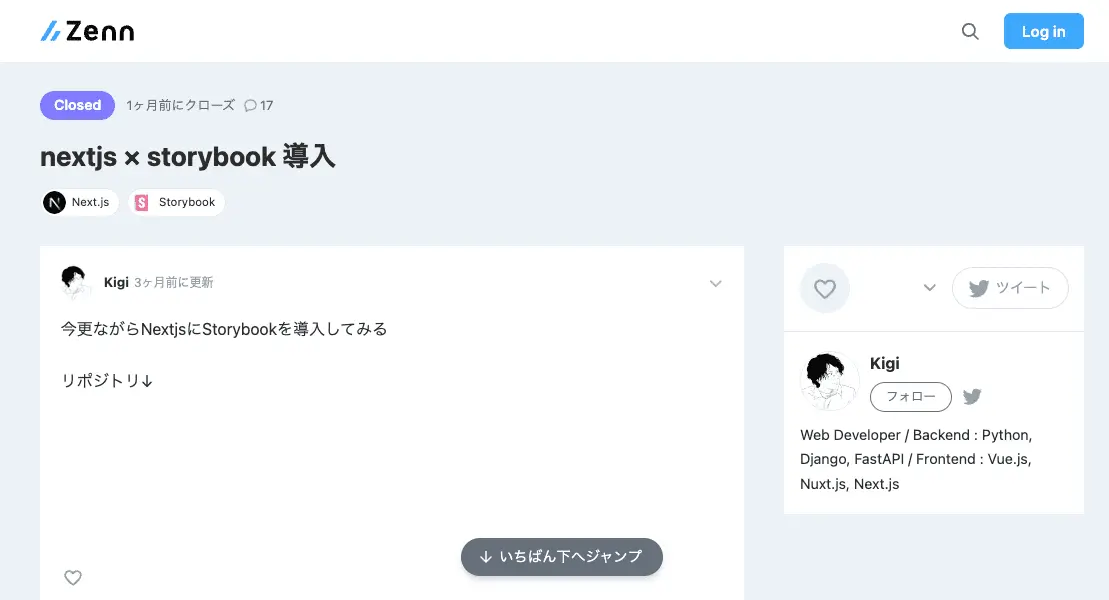 Zenn
Log in
Closed 1ヶ月前にクローズ 17
nextjs × storybook 導入
Next.js Storybook
Kigi 3ヶ月前に更新
今更ながらNextjsにStorybookを導入してみる
リポジトリ↓
↓ いちばん下へジャンプ
ツイート
Kigi
フォロー
Web Developer / Backend : Python,
Django, FastAPI / Frontend : Vue.js,
Nuxt.js, Next.js